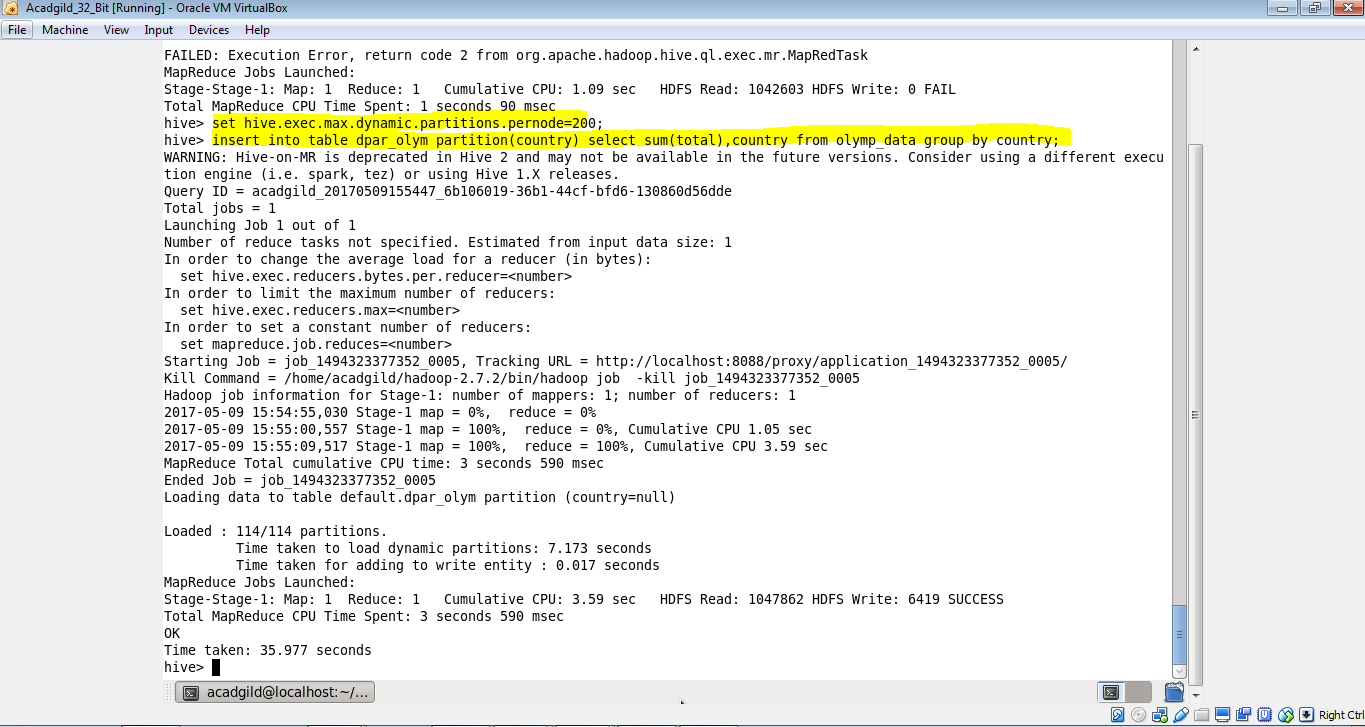 Acadgild_32_Bit [Running] - Oracle VM VirtualBox
File Machine View Input Devices Help
FAILED: Execution Error, return code 2 from org.apache.hadoop.hive.ql.exec.mr.MapRedTask
MapReduce Jobs Launched:
Stage-Stage-1: Map: 1  Reduce: 1   Cumulative CPU: 1.09 sec   HDFS Read: 1042603 HDFS Write: 0 FAIL
Total MapReduce CPU Time Spent: 1 seconds 90 msec
hive> set hive.exec.max.dynamic.partitions.pernode=200;
hive> insert into table dpar_olym partition(country) select sum(total),country from olymp_data group by country;
WARNING: Hive-on-MR is deprecated in Hive 2 and may not be available in the future versions. Consider using a different execu
tion engine (i.e. spark, tez) or using Hive 1.X releases.
Query ID = acadgild_20170509155447_6b106019-36b1-44cf-bfd6-130860d56dde
Total jobs = 1
Launching Job 1 out of 1
Number of reduce tasks not specified. Estimated from input data size: 1
In order to change the average load for a reducer (in bytes):
  set hive.exec.reducers.bytes.per.reducer=<number>
In order to limit the maximum number of reducers:
  set hive.exec.reducers.max=<number>
In order to set a constant number of reducers:
  set mapreduce.job.reduces=<number>
Starting Job = job_1494323377352_0005, Tracking URL = http://localhost:8088/proxy/application_1494323377352_0005/
Kill Command = /home/acadgild/hadoop-2.7.2/bin/hadoop job  -kill job_1494323377352_0005
Hadoop job information for Stage-1: number of mappers: 1; number of reducers: 1
2017-05-09 15:54:55,030 Stage-1 map = 0%,  reduce = 0%
2017-05-09 15:55:00,557 Stage-1 map = 100%,  reduce = 0%, Cumulative CPU 1.05 sec
2017-05-09 15:55:09,517 Stage-1 map = 100%,  reduce = 100%, Cumulative CPU 3.59 sec
MapReduce Total cumulative CPU time: 3 seconds 590 msec
Ended Job = job_1494323377352_0005
Loading data to table default.dpar_olym partition (country=null)
Loaded : 114/114 partitions.
         Time taken to load dynamic partitions: 7.173 seconds
         Time taken for adding to write entity : 0.017 seconds
MapReduce Jobs Launched:
Stage-Stage-1: Map: 1  Reduce: 1   Cumulative CPU: 3.59 sec   HDFS Read: 1047862 HDFS Write: 6419 SUCCESS
Total MapReduce CPU Time Spent: 3 seconds 590 msec
OK
Time taken: 35.977 seconds
hive>
acadgild@localhost:~/...
Right Ctrl